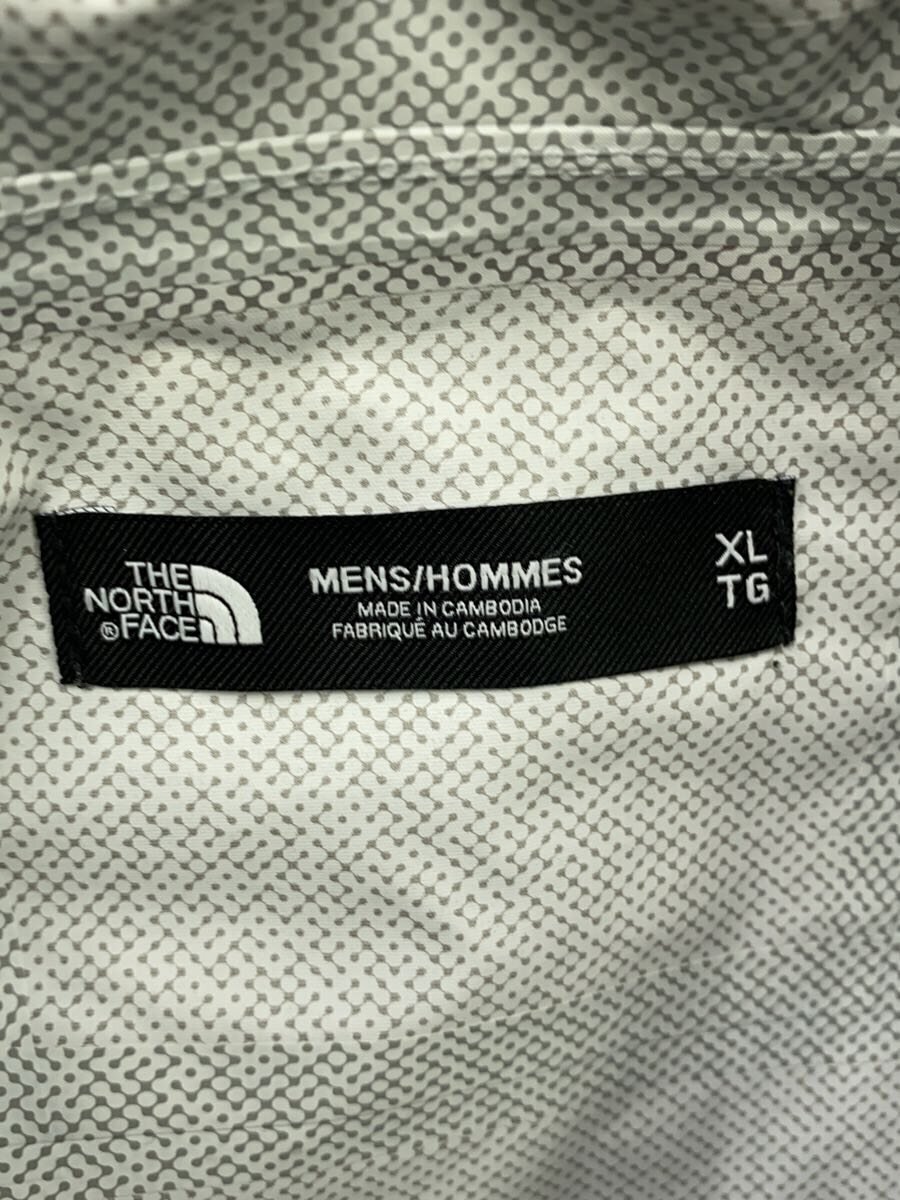 THE
NORTH
®FACE
MENS/HOMMES
MADE IN CAMBODIA
FABRIQUÉ AU CAMBODGE
XL
TG